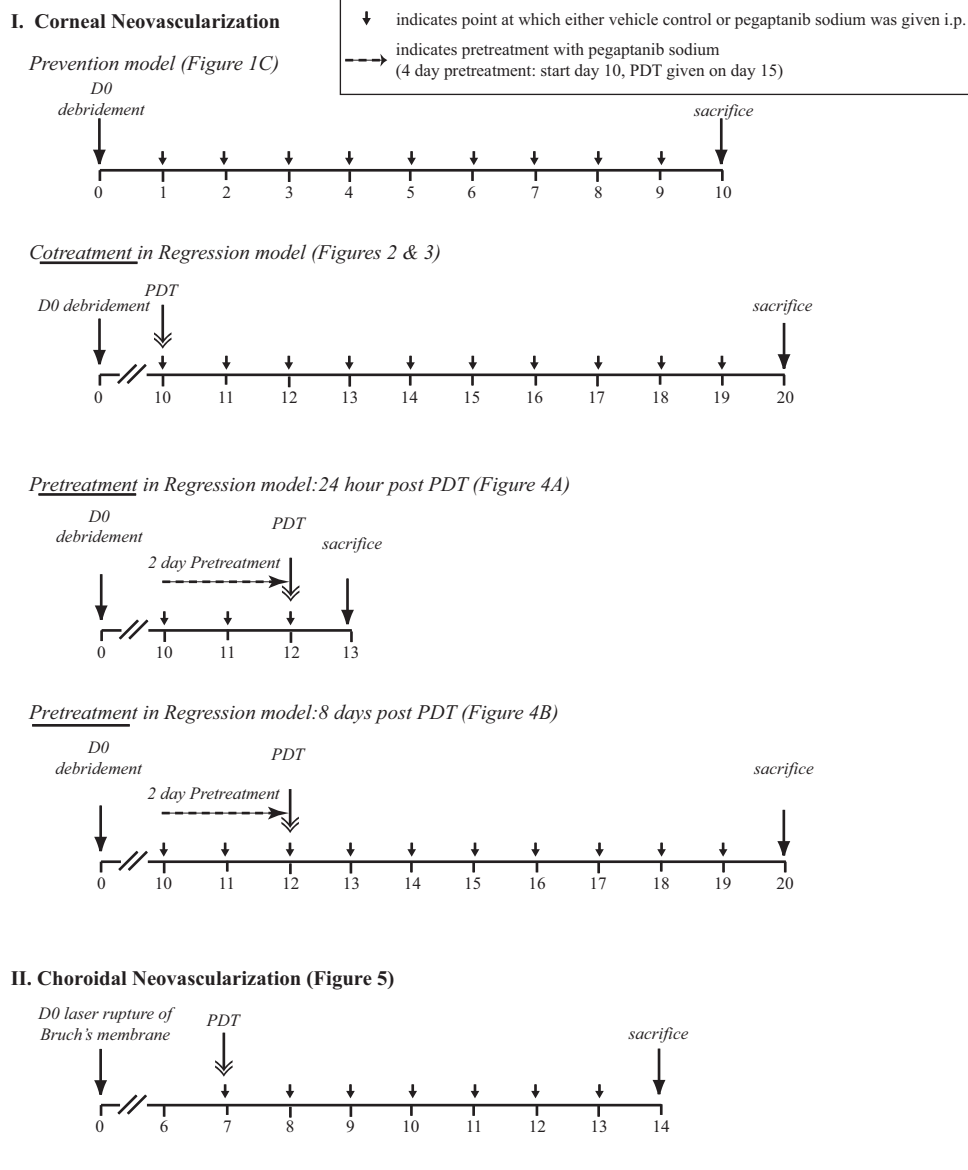 I. Corneal Neovascularization
indicates point at which either vehicle control or pegaptanib sodium was given i.p.
indicates pretreatment with pegaptanib sodium
(4 day pretreatment: start day 10, PDT given on day 15)
Prevention model (Figure 1C)
D0
debridement
sacrifice
0 1 2 3 4 5 6 7 8 9 10
Cotreatment in Regression model (Figures 2 & 3)
PDT
D0 debridement
sacrifice
0 10 11 12 13 14 15 16 17 18 19 20
Pretreatment in Regression model:24 hour post PDT (Figure 4A)
D0
debridement
PDT
sacrifice
2 day Pretreatment
0 10 11 12 13
Pretreatment in Regression model:8 days post PDT (Figure 4B)
D0
debridement
PDT
sacrifice
2 day Pretreatment
0 10 11 12 13 14 15 16 17 18 19 20
II. Choroidal Neovascularization (Figure 5)
D0 laser rupture of
Bruch's membrane
PDT
sacrifice
0 6 7 8 9 10 11 12 13 14